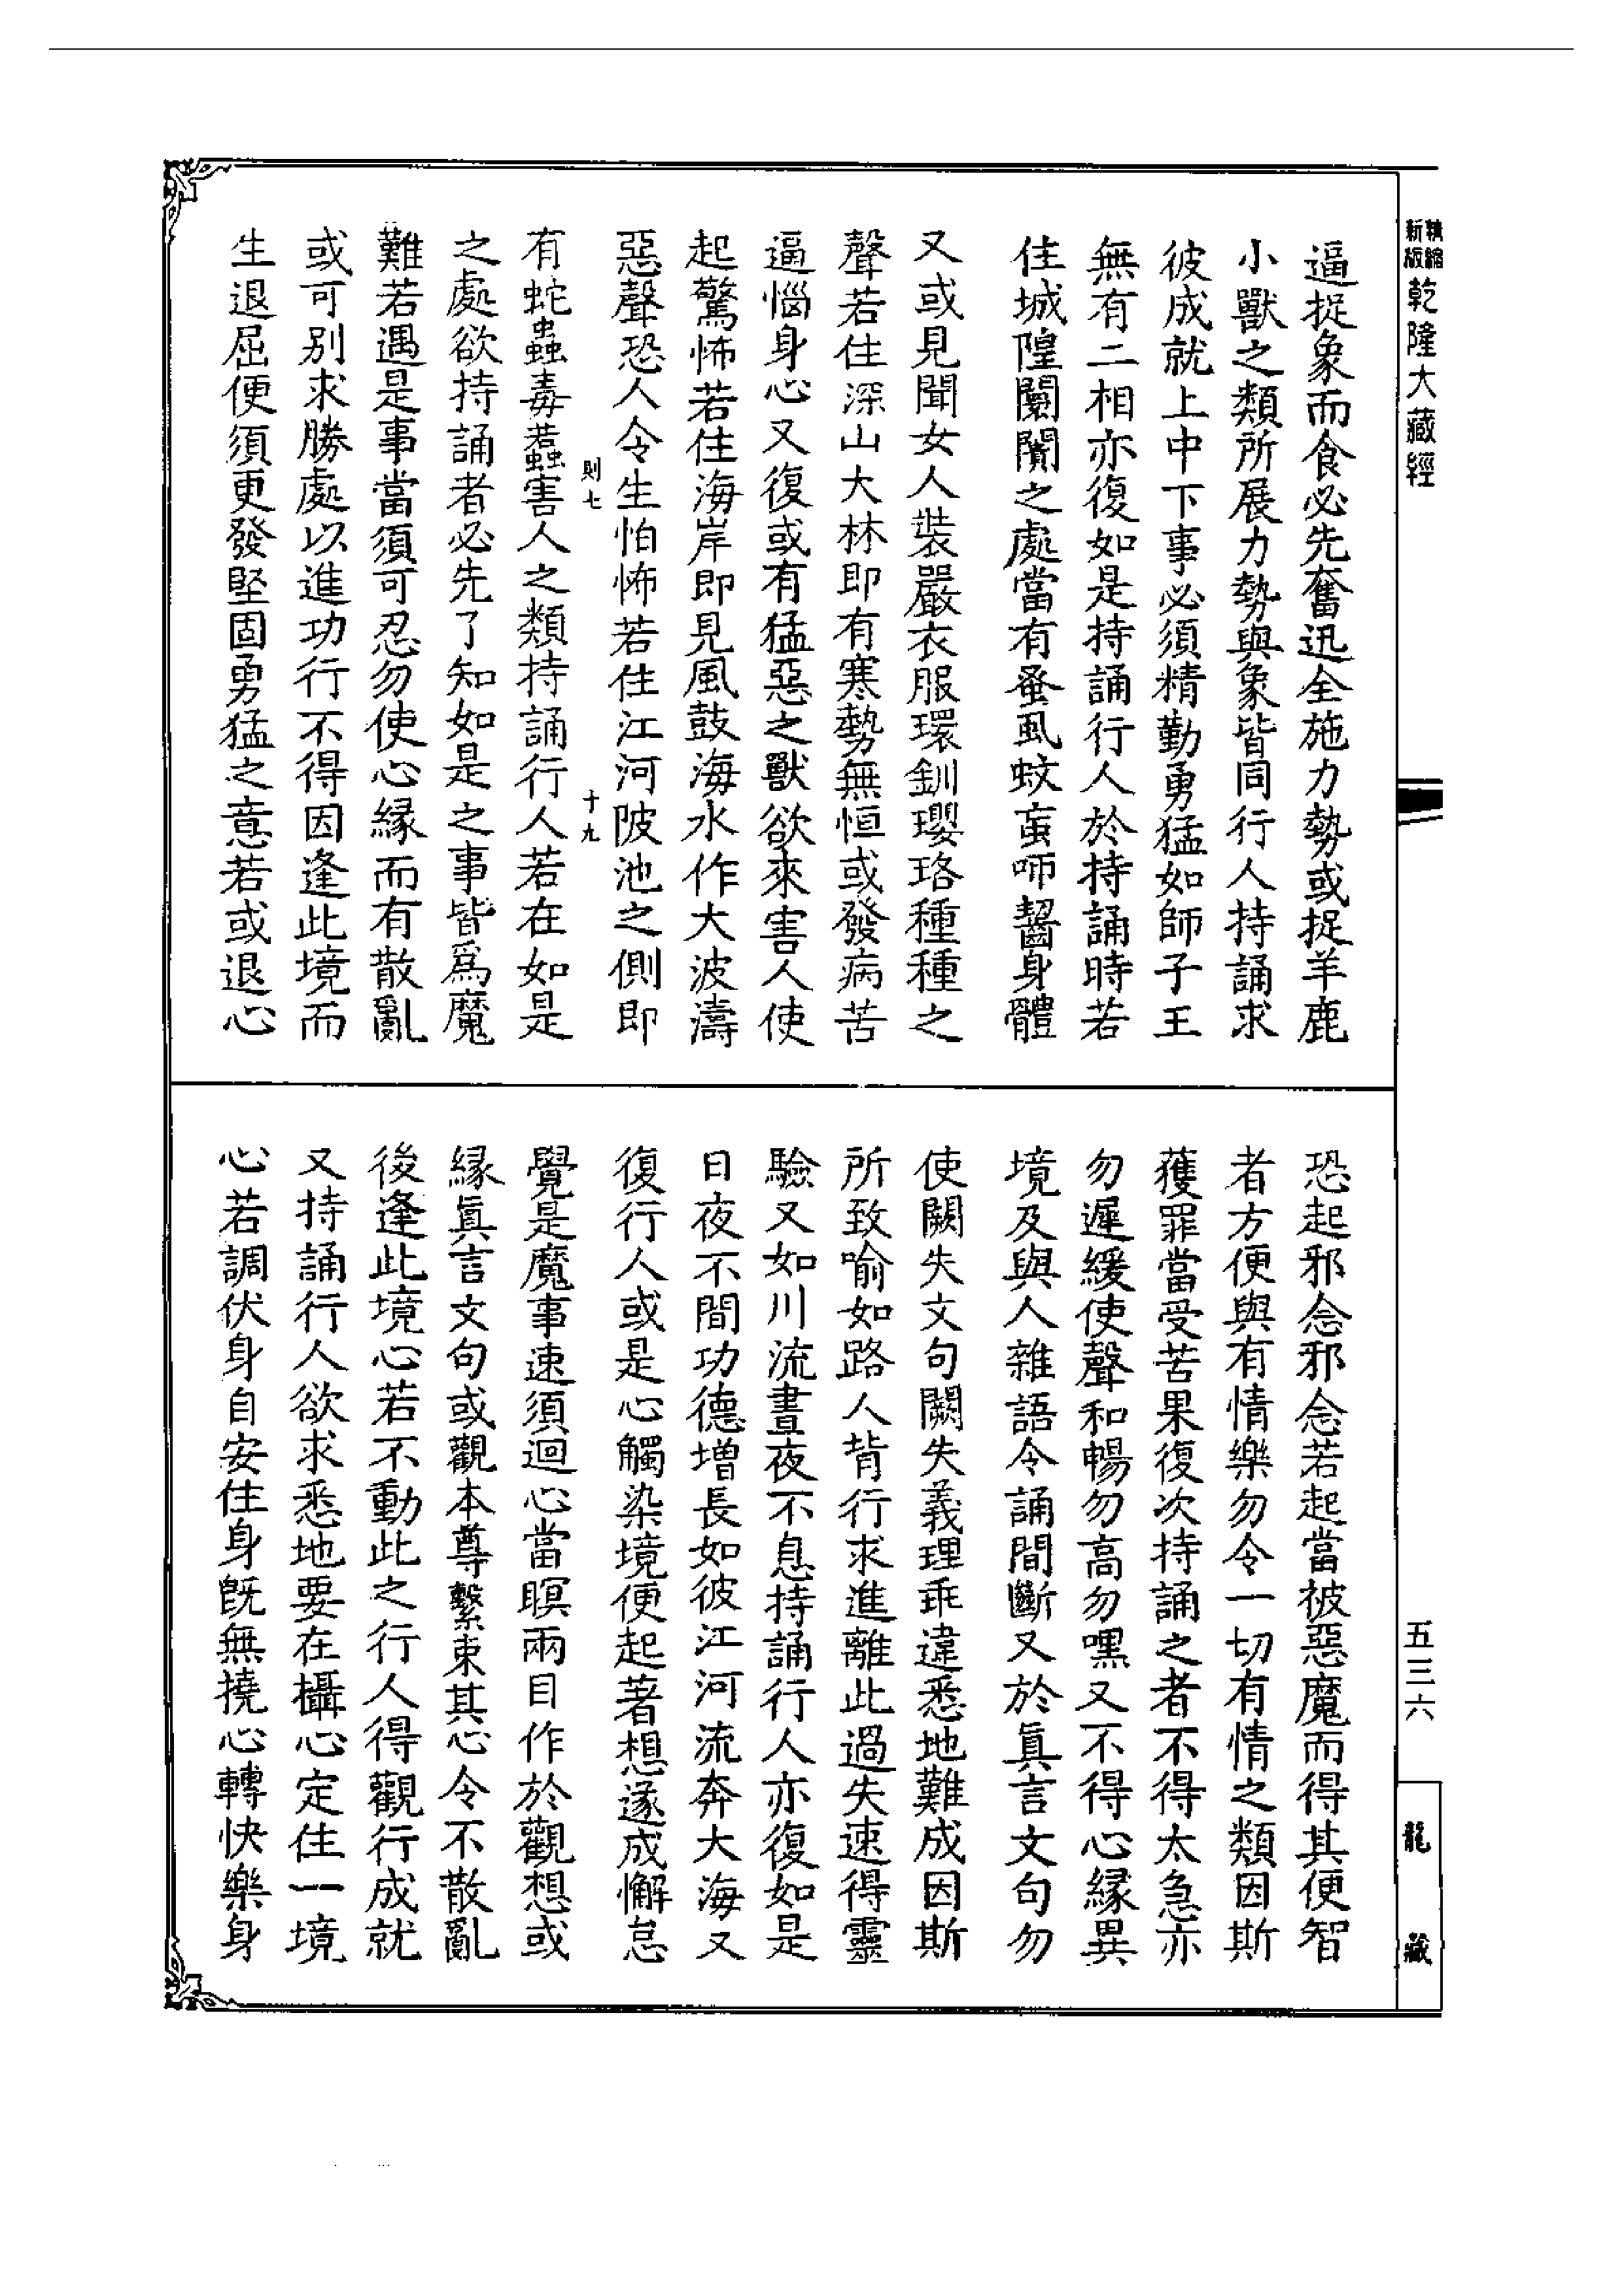 新版精縮乾隆大藏經
逼捉象而食必先奮迅全施力勢或捉羊鹿
小獸之類所展力勢與象皆同行人持誦求
彼成就上中下事必須精勤勇猛如師子王
無有二相亦復如是持誦行人於持誦時若
住城隍闤闠之處當有蚤虱蚊䖟咂齧身體
又或見聞女人裝嚴衣服環釧瓔珞種種之
聲若住深山大林即有寒勢無恒或發病苦
逼惱身心又復或有猛惡之獸欲來害人使
起驚怖若住海岸即見風鼓海水作大波濤
惡聲恐人令生怕怖若住江河陂池之側即
則七
十九
有蛇蟲毒蠚害人之類持誦行人若在如是
之處欲持誦者必先了知如是之事皆爲魔
難若遇是事當須可忍勿使心緣而有散亂
或可別求勝處以進功行不得因逢此境而
生退屈便須更發堅固勇猛之意若或退心
恐起邪念邪念若起當被惡魔而得其便智
者方便與有情樂勿令一切有情之類因斯
獲罪當受苦果復次持誦之者不得太急亦
勿遲緩使聲和暢勿高勿嘿又不得心緣異
境及與人雜語令誦間斷又於眞言文句勿
使闕失文句闕失義理乖違悉地難成因斯
所致喻如路人背行求進離此過失速得靈
驗又如川流晝夜不息持誦行人亦復如是
日夜不間功德增長如彼江河流奔大海又
復行人或是心觸染境便起著想遂成懈怠
覺是魔事速須迴心當瞑兩目作於觀想或
緣眞言文句或觀本尊繫束其心令不散亂
後逢此境心若不動此之行人得觀行成就
又持誦行人欲求悉地要在攝心定住一境
心若調伏身自安住身旣無撓心轉快樂身
五三六
龍藏